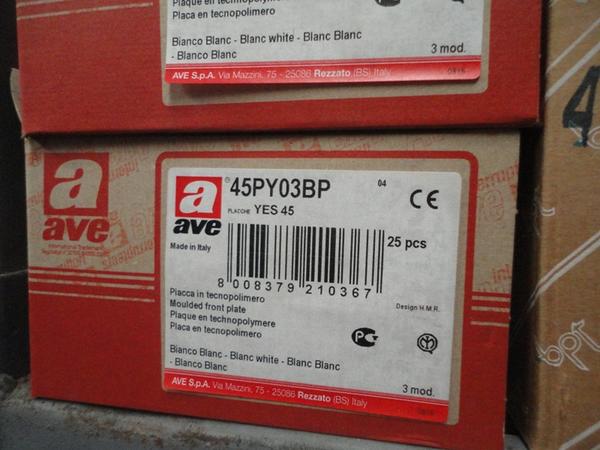 Placca en tecnopolimero
Bianco Blanc - Blanc white - Blanc Blanc
- Blanco Blanc
3 mod.
AVE S.p.A. Via Mazzini, 75 - 25086 Rezzato (BS) Italy
4
a
ave
International Trademark
a
ave
®
45PY03BP
04
CE
PLACCHE YES 45
Made in Italy
25 pcs
8 008379 210367
Placca in tecnopolimero
Moulded front plate
Plaque en technopolymere
Placa en tecnopolimero
Design H.M.R.
Bianco Blanc - Blanc white - Blanc Blanc
- Blanco Blanc
3 mod.
AVE S.p.A. Via Mazzini, 75 - 25086 Rezzato (BS) Italy